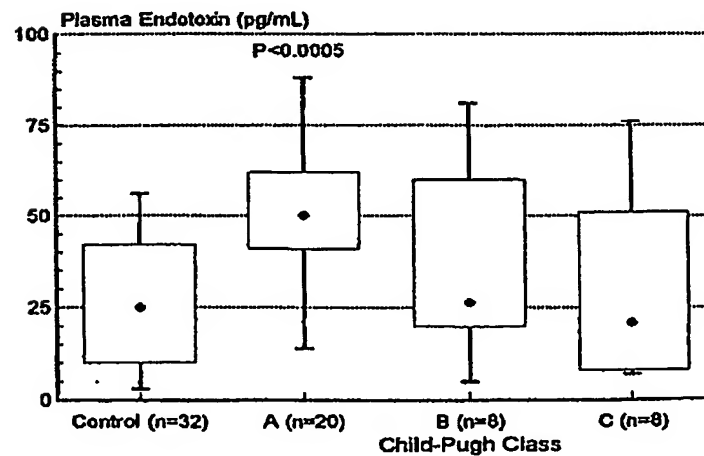 Plasma Endotoxin (pg/mL)
100
P<0.0005
75
50
25
0
Control (n=32) A (n=20) B (n=8) C (n=8)
Child-Pugh Class